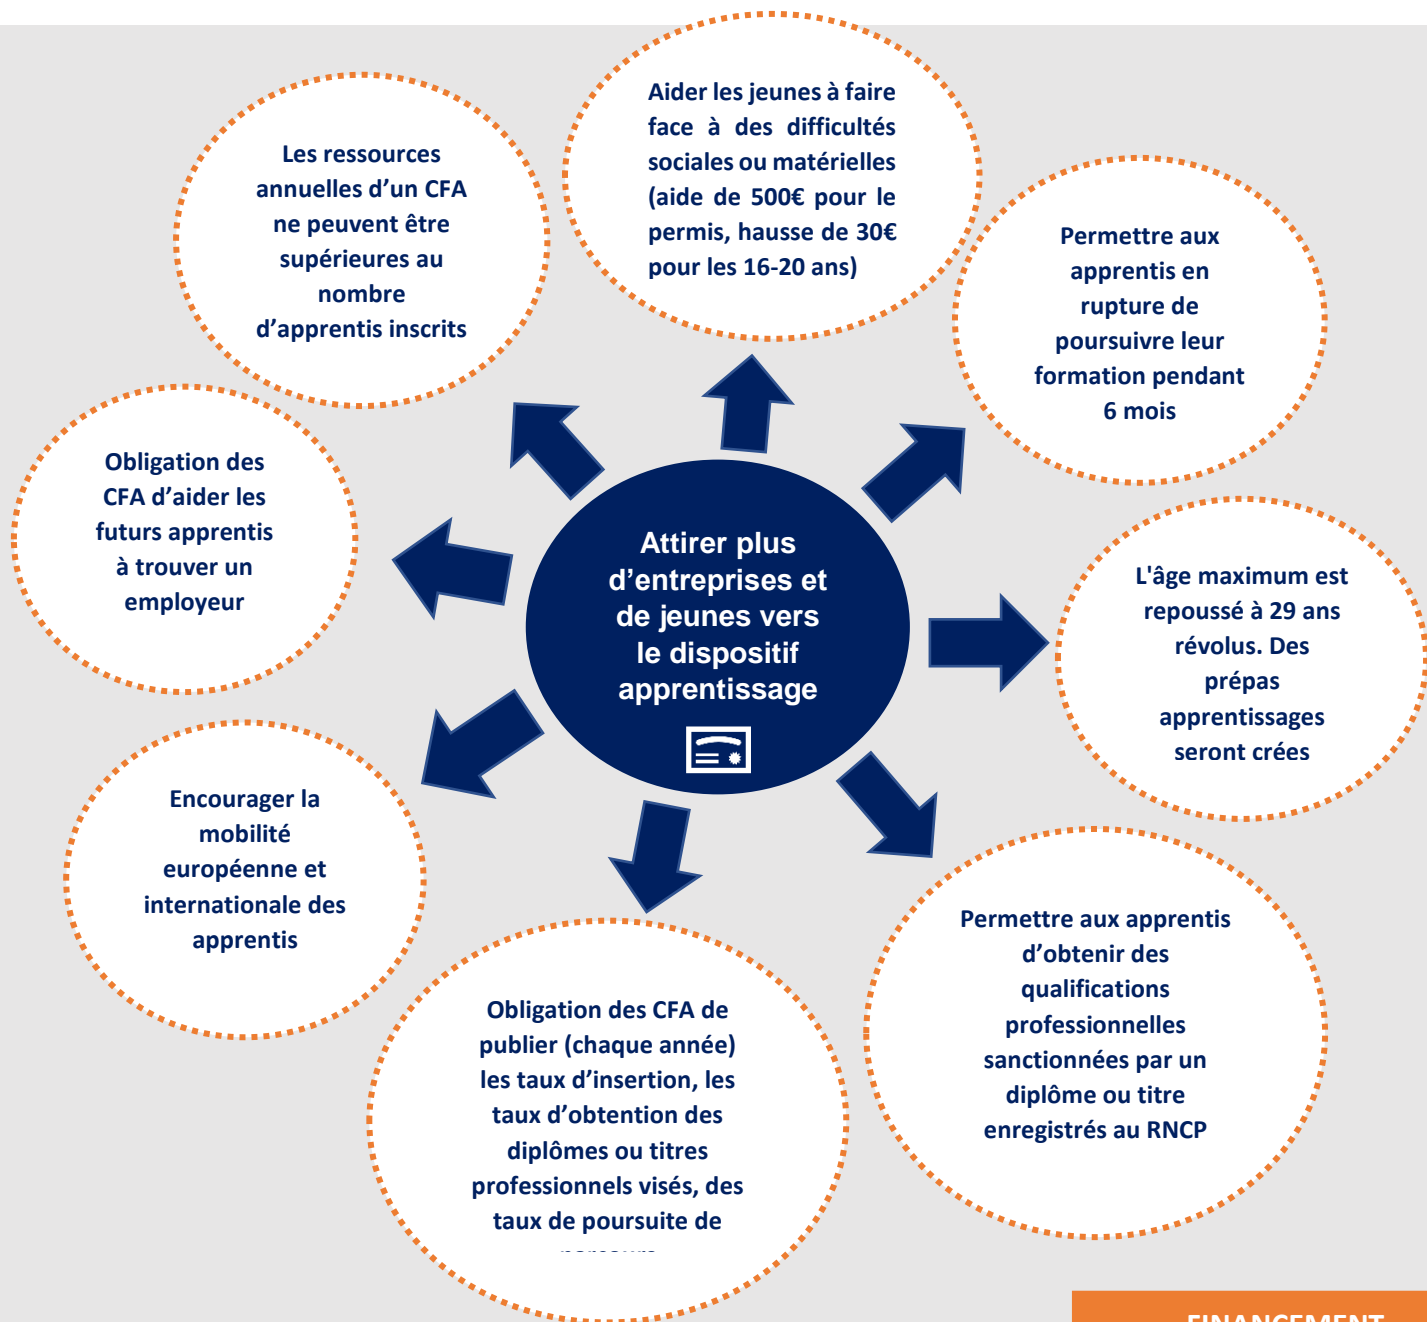 Aider les jeunes à faire
face à des difficultés
sociales ou matérielles
(aide de 500€ pour le
permis, hausse de 30€
pour les 16-20 ans)
Les ressources
annuelles d’un CFA
ne peuvent être
supérieures au
nombre
d’apprentis inscrits
Permettre aux
apprentis en
rupture de
poursuivre leur
formation pendant
6 mois
Obligation des
CFA d’aider les
futurs apprentis
à trouver un
employeur
Attirer plus
d’entreprises et
de jeunes vers
le dispositif
apprentissage
L'âge maximum est
repoussé à 29 ans
révolus. Des
prépas
apprentissages
seront crées
Encourager la
mobilité
européenne et
internationale des
apprentis
Permettre aux apprentis
d’obtenir des
qualifications
professionnelles
sanctionnées par un
diplôme ou titre
enregistrés au RNCP
Obligation des CFA de
publier (chaque année)
les taux d’insertion, les
taux d’obtention des
diplômes ou titres
professionnels visés, des
taux de poursuite de
FINANCEMENT